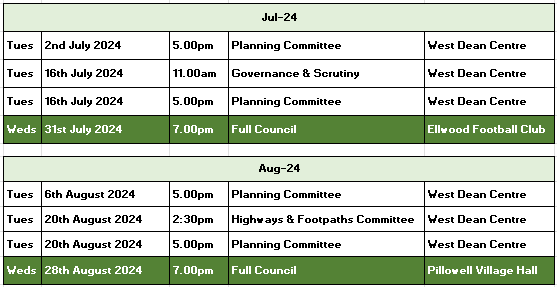 Jul-24
Tues 2nd July 2024 5.00pm Planning Committee West Dean Centre
Tues 16th July 2024 11.00am Governance & Scrutiny West Dean Centre
Tues 16th July 2024 5.00pm Planning Committee West Dean Centre
Weds 31st July 2024 7.00pm Full Council Ellwood Football Club
Aug-24
Tues 6th August 2024 5.00pm Planning Committee West Dean Centre
Tues 20th August 2024 2:30pm Highways & Footpaths Committee West Dean Centre
Tues 20th August 2024 5.00pm Planning Committee West Dean Centre
Weds 28th August 2024 7.00pm Full Council Pillowell Village Hall